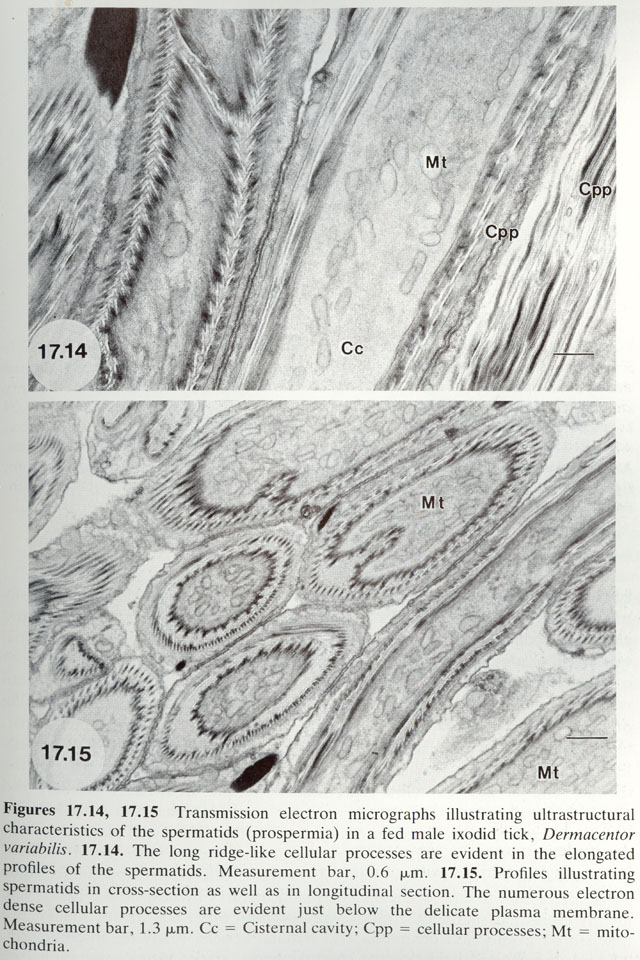 Mt
Cpp
Cpp
Cc
17.14
Mt
17.15
Mt
Figures 17.14, 17.15 Transmission electron micrographs illustrating ultrastructural
characteristics of the spermatids (prospermia) in a fed male ixodid tick, Dermacentor
variabilis. 17.14. The long ridge-like cellular processes are evident in the elongated
profiles of the spermatids. Measurement bar, 0.6 μm. 17.15. Profiles illustrating
spermatids in cross-section as well as in longitudinal section. The numerous electron
dense cellular processes are evident just below the delicate plasma membrane.
Measurement bar, 1.3 μm. Cc = Cisternal cavity; Cpp = cellular processes; Mt = mito-
chondria.